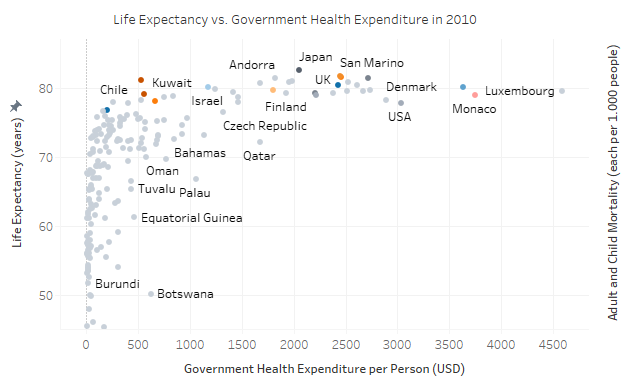 Life Expectancy vs. Government Health Expenditure in 2010
Japan
Andorra
San Marino
Kuwait
Chile
UK
Denmark
Luxembourg
80
Israel
Finland
Monaco
USA
Czech Republic
Bahamas
Qatar
70
Oman
Tuvalu
Palau
Equatorial Guinea
60
Burundi
Botswana
50
0 500 1000 1500 2000 2500 3000 3500 4000 4500
Government Health Expenditure per Person (USD)
Life Expectancy (years)
Adult and Child Mortality (each per 1.000 people)